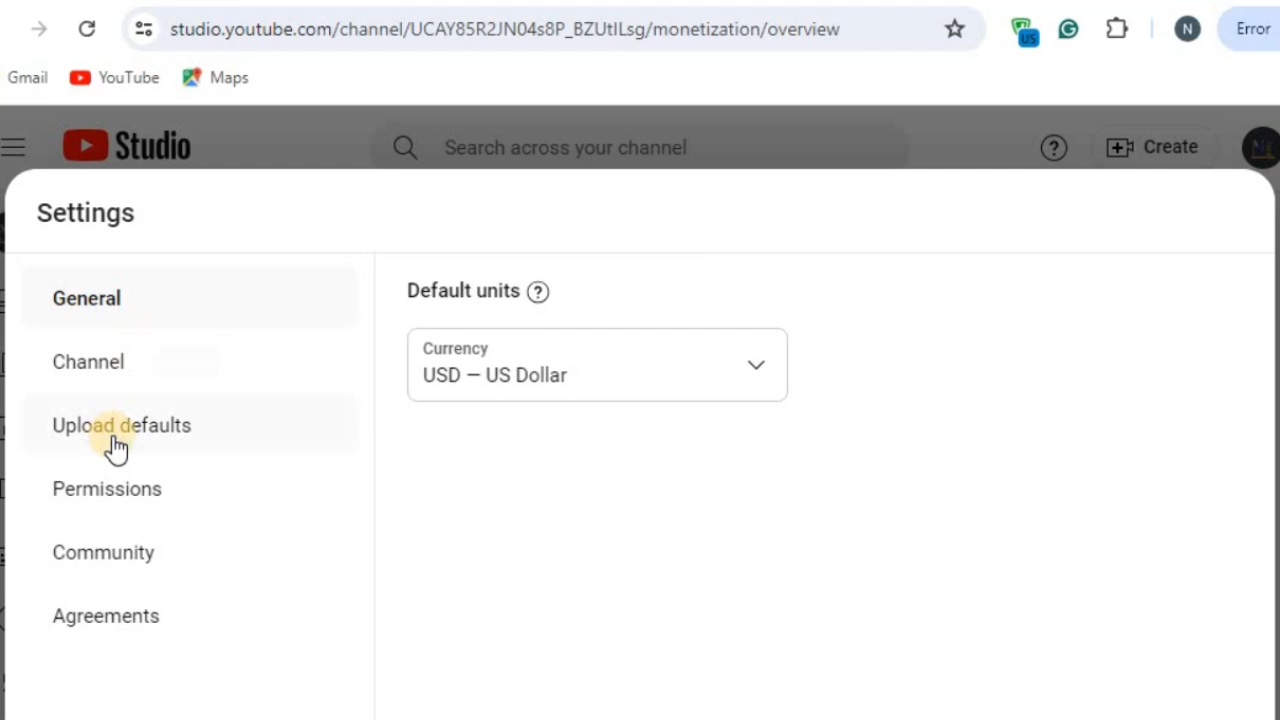 studio.youtube.com/channel/UCAY85R2JN04s8P_BZUtILsg/monetization/overview
US
N
Error
Gmail
YouTube
Maps
Studio
Search across your channel
Create
Settings
General
Channel
Upload defaults
Permissions
Community
Agreements
Default units
Currency
USD — US Dollar